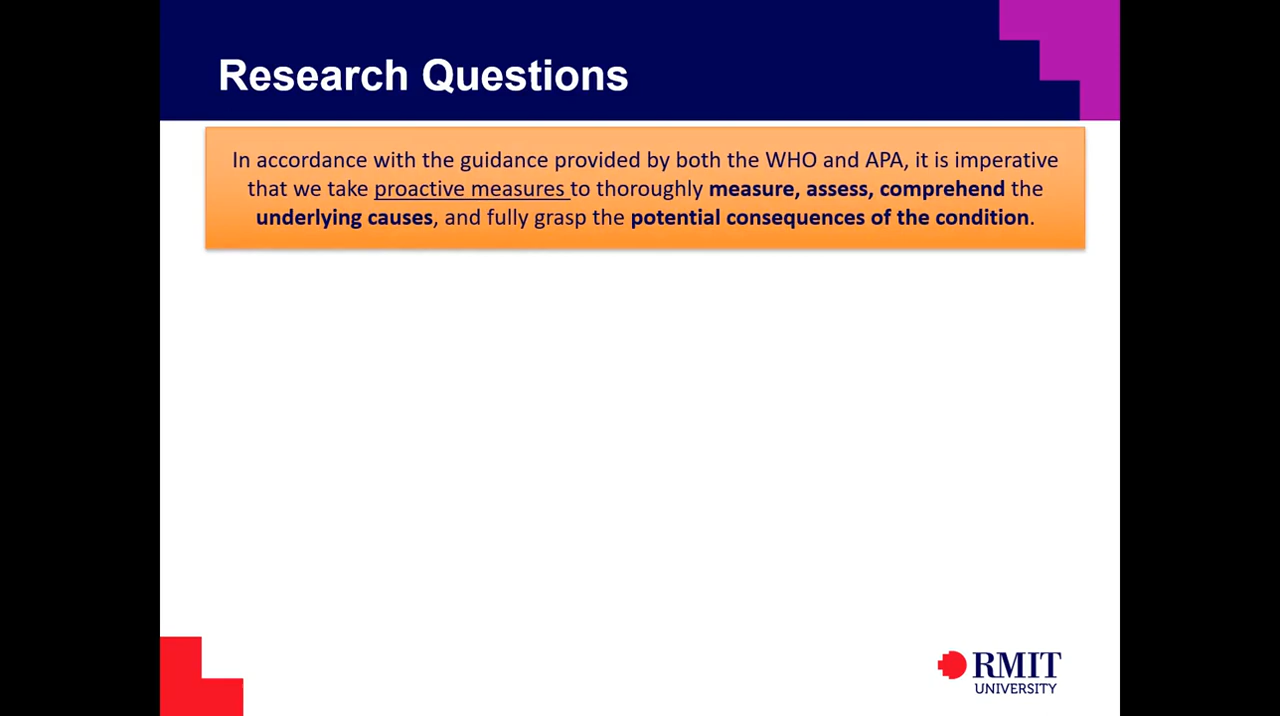 Research Questions
In accordance with the guidance provided by both the WHO and APA, it is imperative
that we take proactive measures to thoroughly measure, assess, comprehend the
underlying causes, and fully grasp the potential consequences of the condition.
RMIT
UNIVERSITY